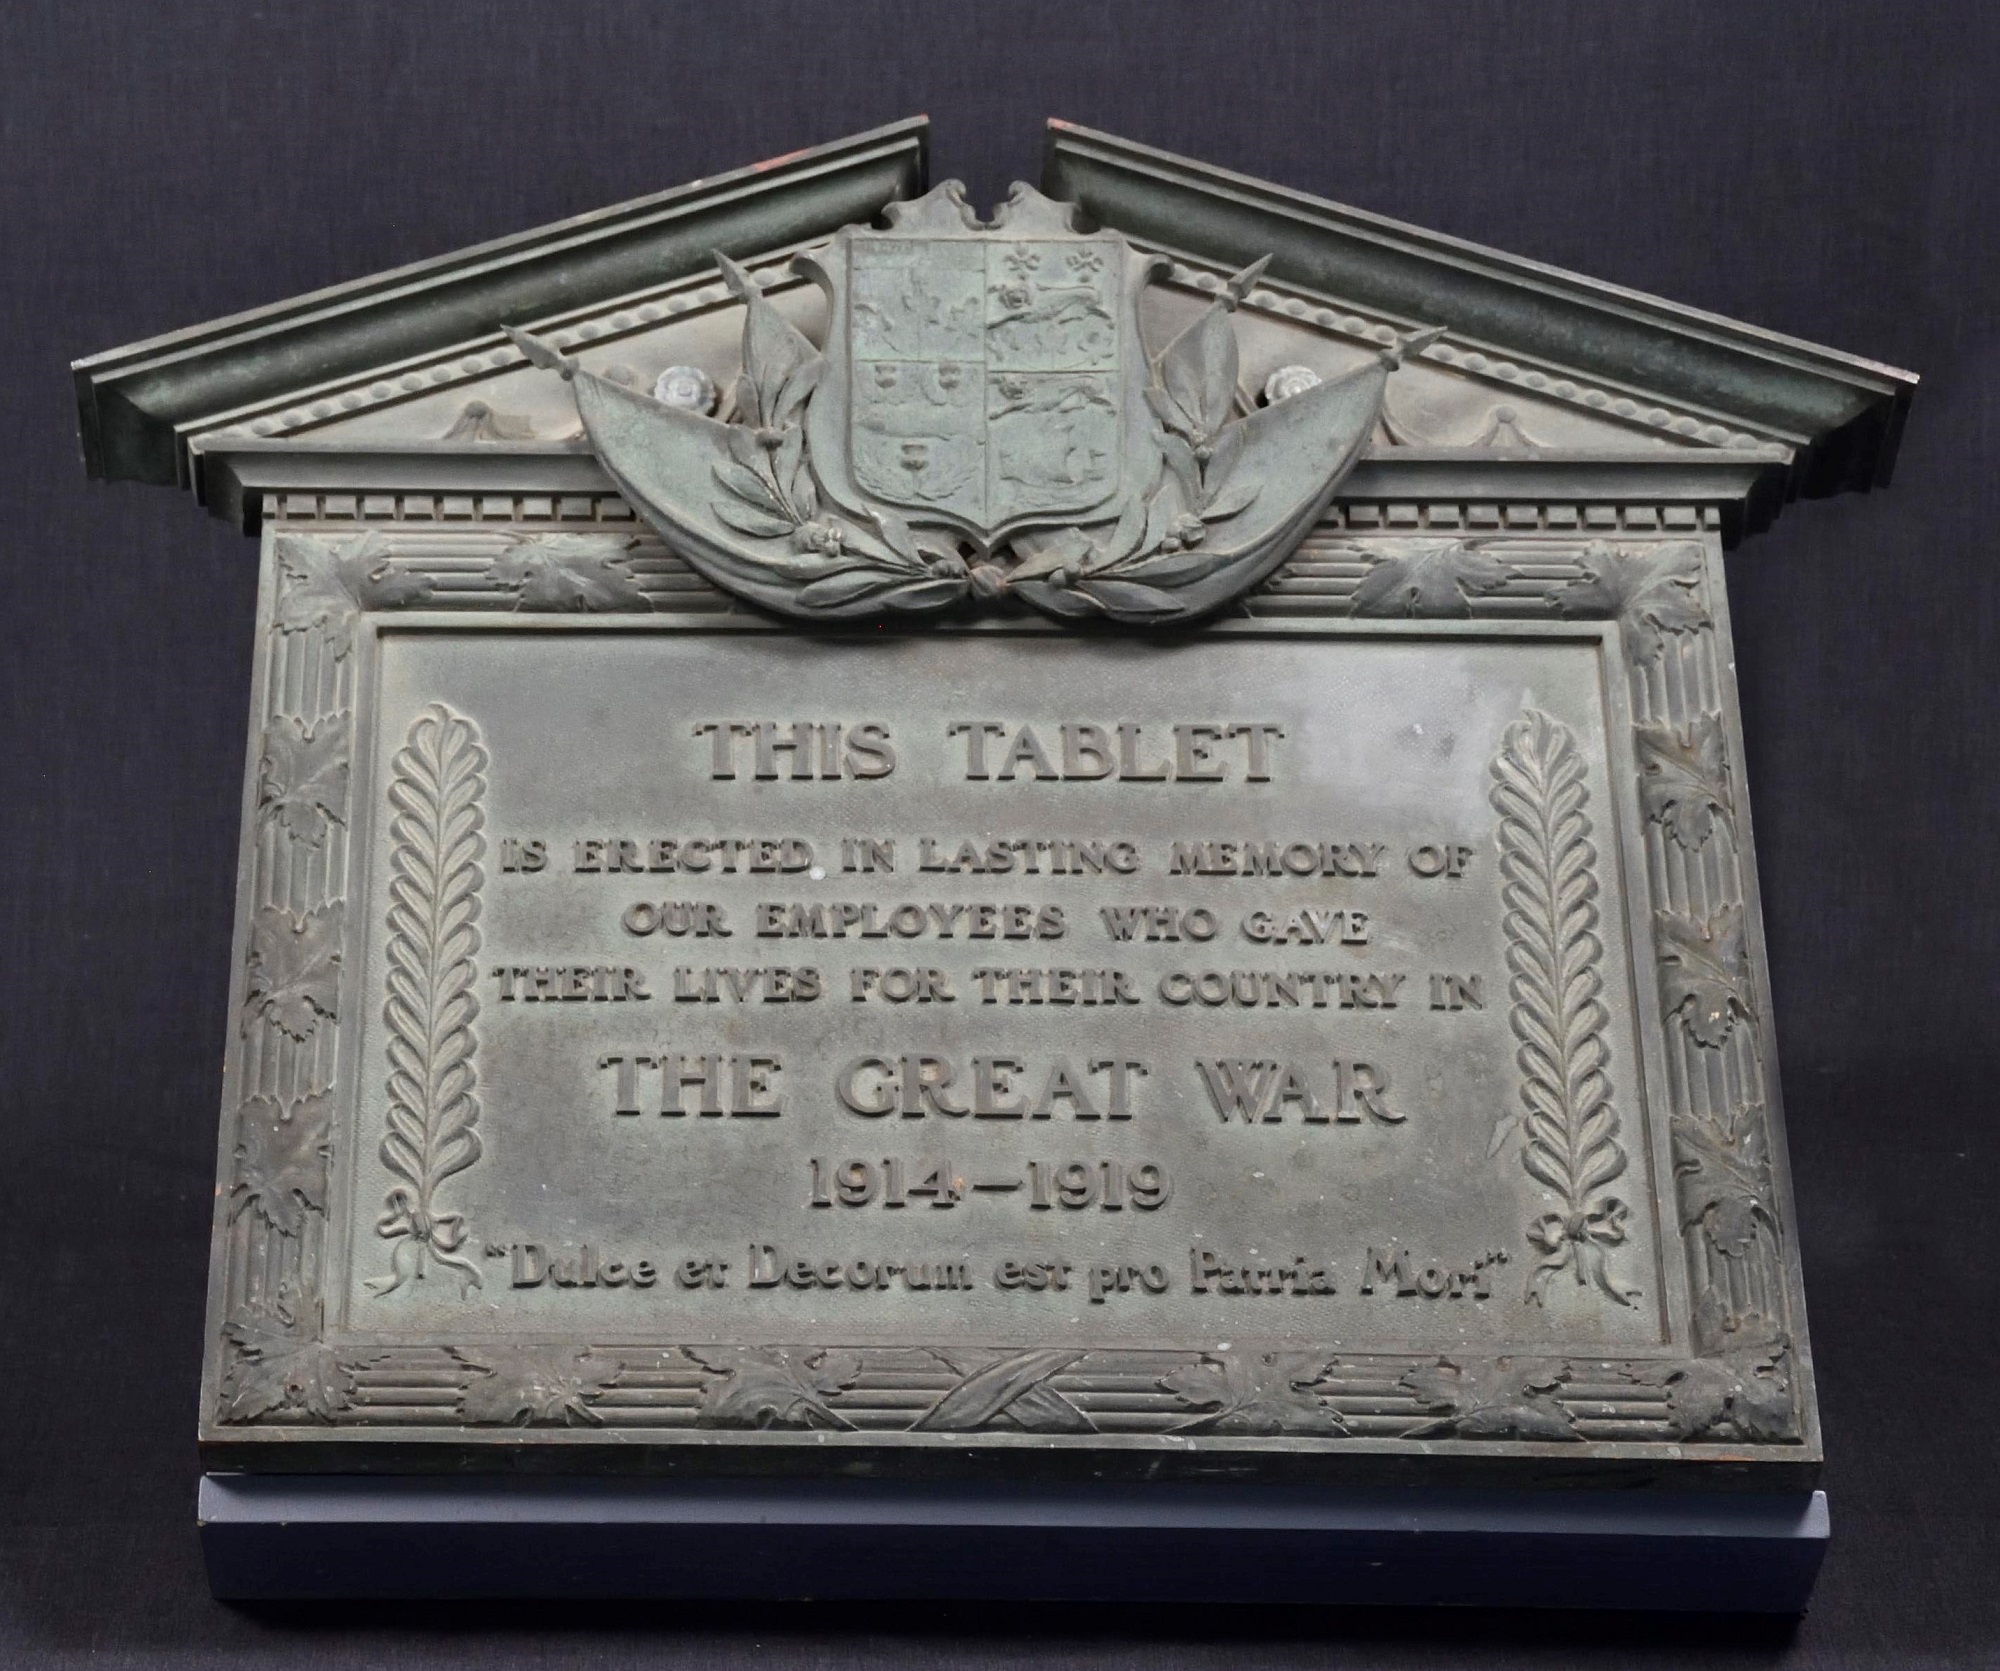 THIS TABLET
IS ERECTED IN LASTING MEMORY OF
OUR EMPLOYEES WHO GAVE
THEIR LIVES FOR THEIR COUNTRY IN
THE GREAT WAR
1914–1919
"Dulce et Decorum est pro Patria Mori"